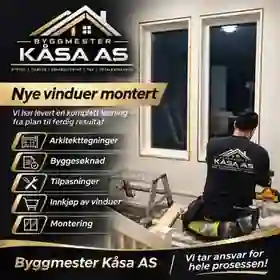 BYGGMESTER
KÅSA AS
Nye vinduer montert
Vi har levert en komplett løsning
fra plan til ferdig resultat
Arkitekttegninger
Byggesøknad
Tilpasninger
Innkjøp av vinduer
Montering
KÅSA AS
Byggmester Kåsa AS
Vi tar ansvar for
hele prosessen!